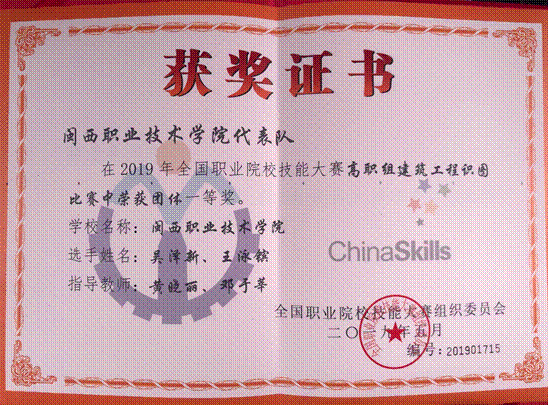 获奖证书
闽西职业技术学院代表队
在2019年全国职业院校技能大赛高职组建筑工程识图
比赛中荣获团体一等奖。
学校名称：闽西职业技术学院
选手姓名：吴泽新、王泳镔
指导教师：黄晓丽、邓于莘
ChinaSkills
全国职业院校技能大赛组织委员会
二〇一九年五月
编号：201901715